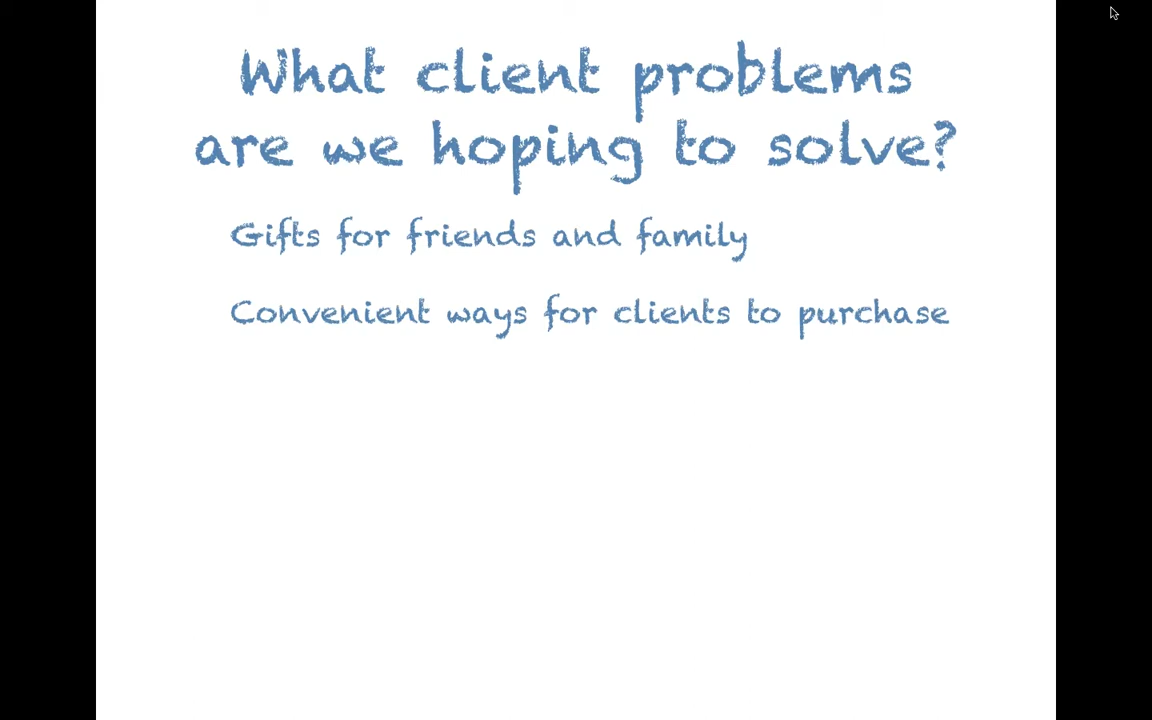 What client problems
are we hoping to solve?
Gifts for friends and family
Convenient ways for clients to purchase